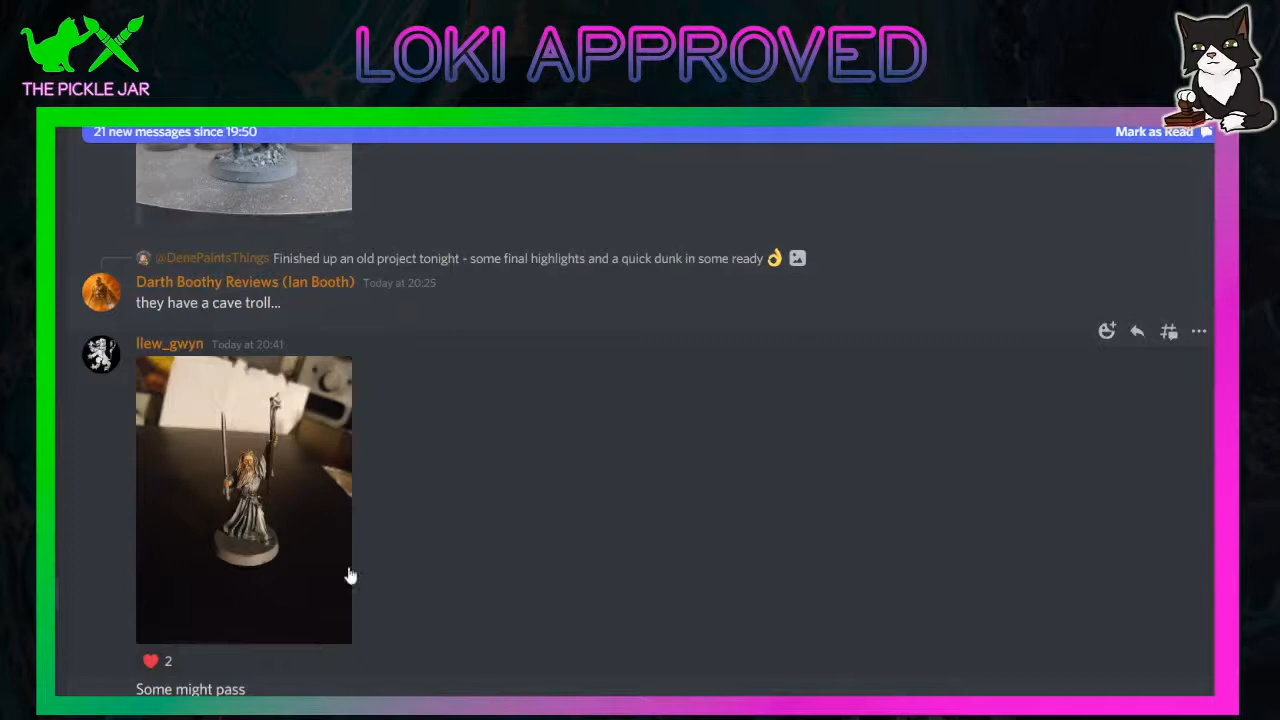 LOKI APPROVED
THE PICKLE JAR
21 new messages since 19:50
Mark as Read
@DenePaintsThings Finished up an old project tonight - some final highlights and a quick dunk in some ready 👌
Darth Boothy Reviews (Ian Booth) Today at 20:25
they have a cave troll...
llew_gwyn Today at 20:41
❤️ 2
Some might pass